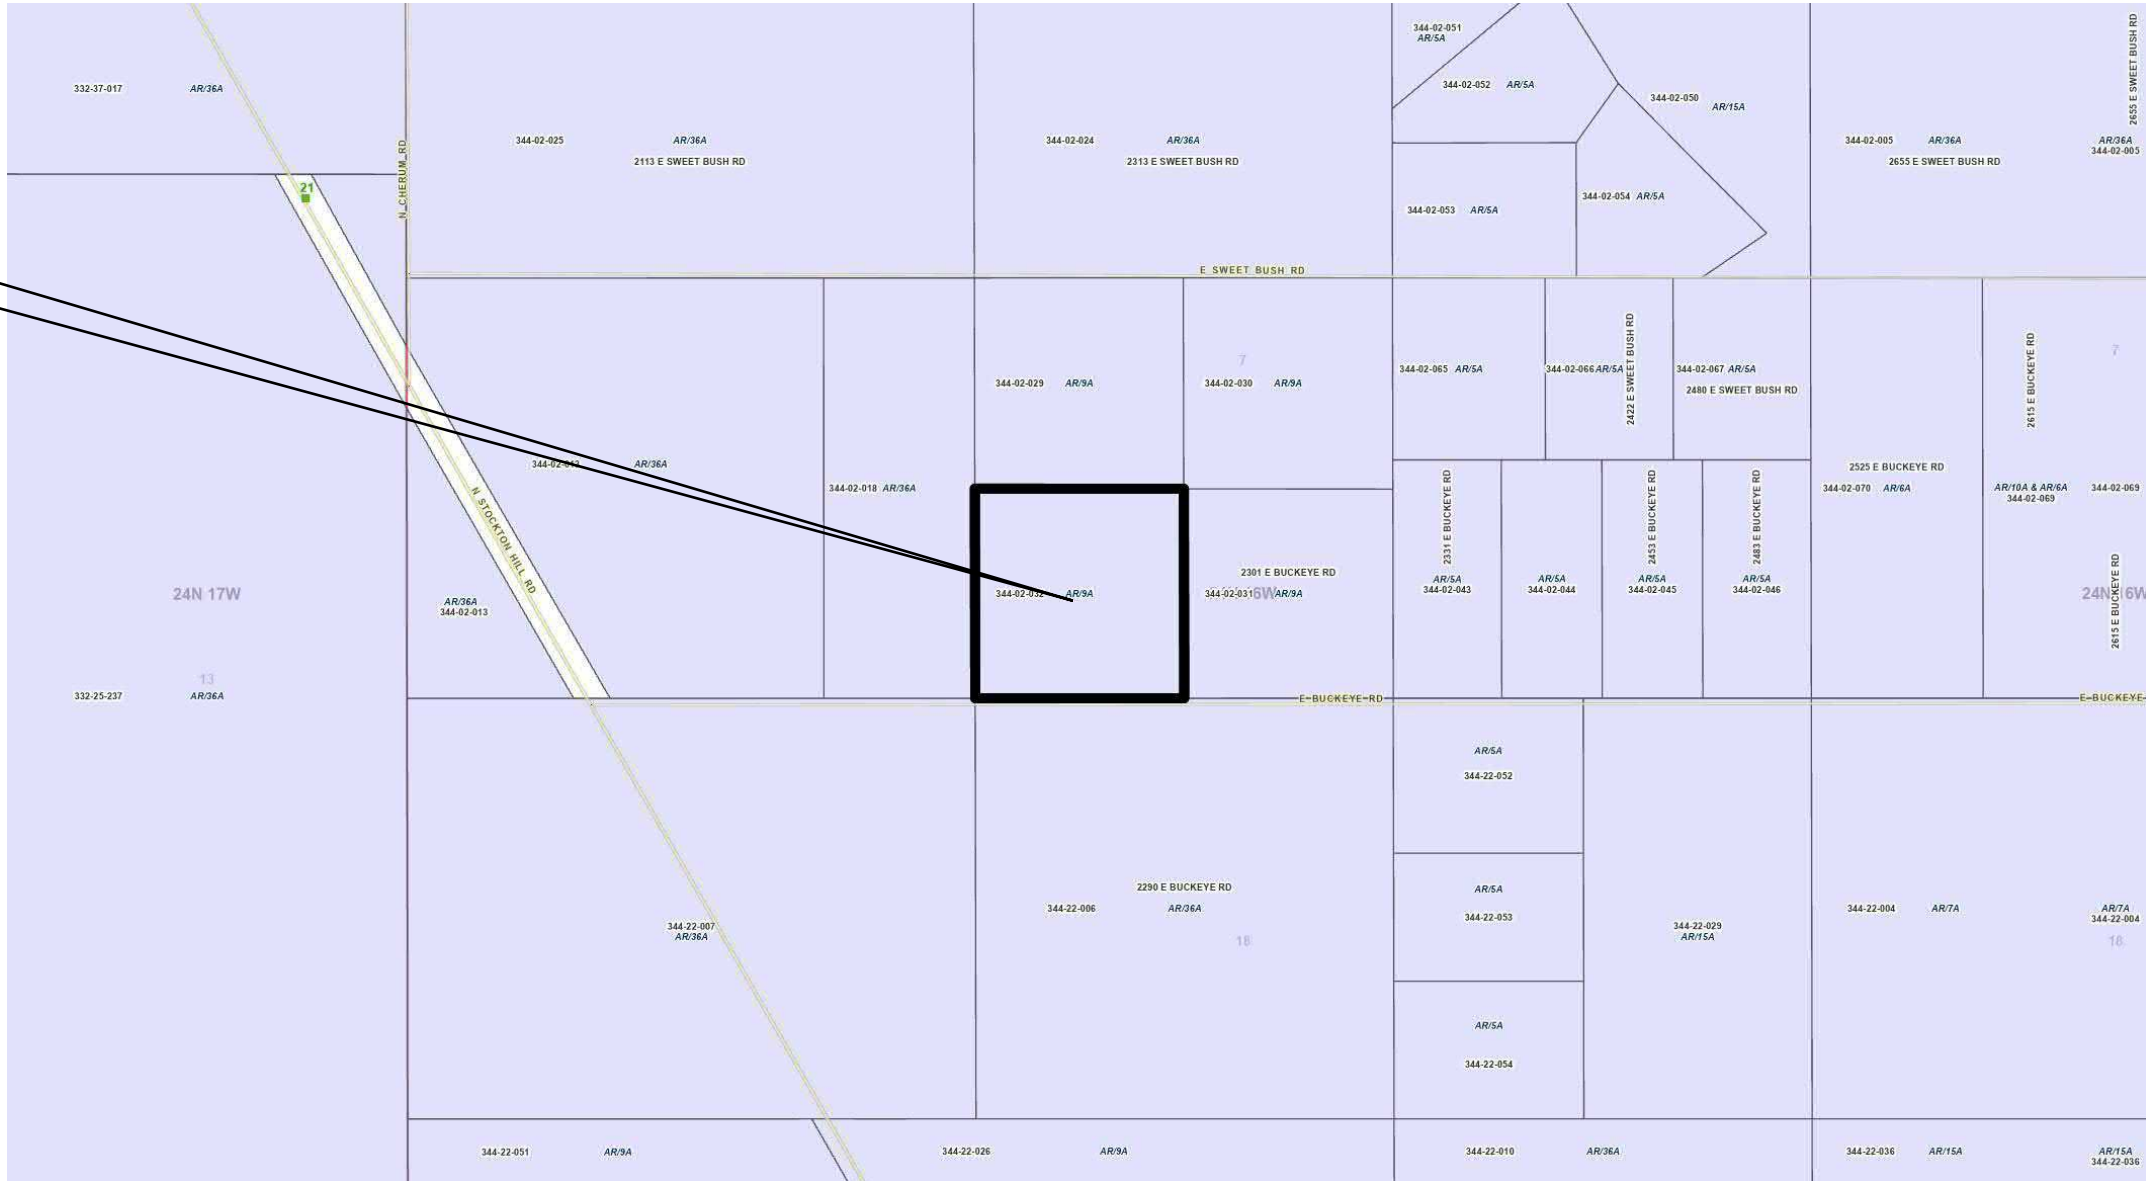 344-02-051
AR/5A
332-37-017 AR/36A
344-02-052 AR/5A
344-02-050 AR/15A
2655 E SWEET BUSH RD
344-02-025 AR/36A
2113 E SWEET BUSH RD
344-02-024 AR/36A
2313 E SWEET BUSH RD
344-02-005 AR/36A
2655 E SWEET BUSH RD
AR/36A
344-02-005
N_CHERUM_RD
21
344-02-053 AR/5A
344-02-054 AR/5A
E SWEET BUSH RD
7
7
344-02-029 AR/9A
344-02-030 AR/9A
344-02-065 AR/5A
344-02-066 AR/5A
2422 E SWEET BUSH RD
344-02-067 AR/5A
2480 E SWEET BUSH RD
2615 E BUCKEYE RD
AR/36A
344-02-018 AR/36A
2525 E BUCKEYE RD
344-02-070 AR/6A
AR/10A & AR/6A
344-02-069
344-02-069
N STOCKTON HILL RD
2331 E BUCKEYE RD
2453 E BUCKEYE RD
2483 E BUCKEYE RD
24N 17W
AR/36A
344-02-013
344-02-032 AR/9A
2301 E BUCKEYE RD
344-02-031 6W AR/9A
AR/5A
344-02-043
AR/5A
344-02-044
AR/5A
344-02-045
AR/5A
344-02-046
24N 16W
2615 E BUCKEYE RD
13
332-25-237 AR/36A
E BUCKEYE RD
E BUCKEYE
AR/5A
344-22-052
2290 E BUCKEYE RD
344-22-006 AR/36A
AR/5A
344-22-053
344-22-007
AR/36A
18
344-22-029
AR/15A
344-22-004 AR/7A
AR/7A
344-22-004
18
AR/5A
344-22-054
344-22-051 AR/9A
344-22-026 AR/9A
344-22-010 AR/36A
344-22-036 AR/15A
AR/15A
344-22-036